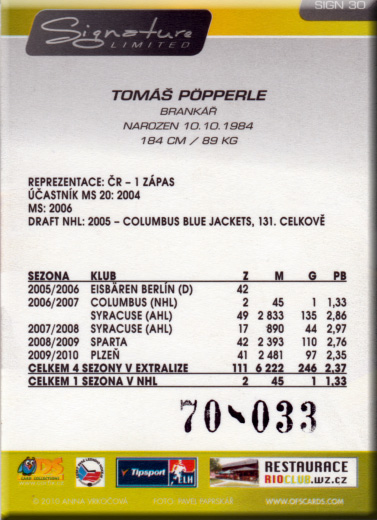 SIGN 30
Signature
LIMITED
TOMÁŠ PÖPPERLE
BRANKÁŘ
NAROZEN 10.10.1984
184 CM / 89 KG
REPREZENTACE: ČR – 1 ZÁPAS
ÚČASTNÍK MS 20: 2004
MS: 2006
DRAFT NHL: 2005 – COLUMBUS BLUE JACKETS, 131. CELKOVĚ
SEZONA KLUB Z M G PB
2005/2006 EISBÄREN BERLÍN (D) 42
2006/2007 COLUMBUS (NHL) 2 45 1 1,33
SYRACUSE (AHL) 49 2 833 135 2,86
2007/2008 SYRACUSE (AHL) 17 890 44 2,97
2008/2009 SPARTA 42 2 393 110 2,76
2009/2010 PLZEŇ 41 2 481 97 2,35
CELKEM 4 SEZONY V EXTRALIZE 111 6 222 246 2,37
CELKEM 1 SEZONA V NHL 2 45 1 1,33
70 033
OFS
Tipsport
ELH
RESTAURACE
RIOCLUB.WZ.CZ
© 2010 FOTO: WWW.OFSCARDS.COM